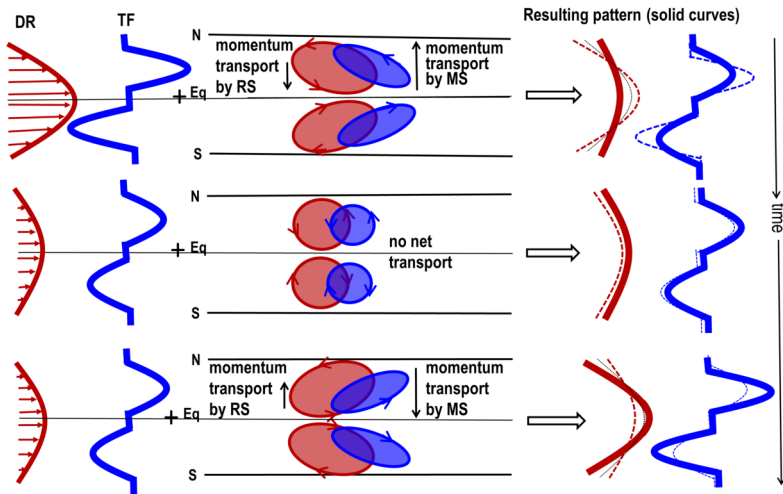 DR TF Resulting pattern (solid curves)
N
momentum
transport
by RS
momentum
transport
by MS
+ Eq
S
N
+ Eq
no net
transport
S
time
N
momentum
transport
by RS
momentum
transport
by MS
+ Eq
S